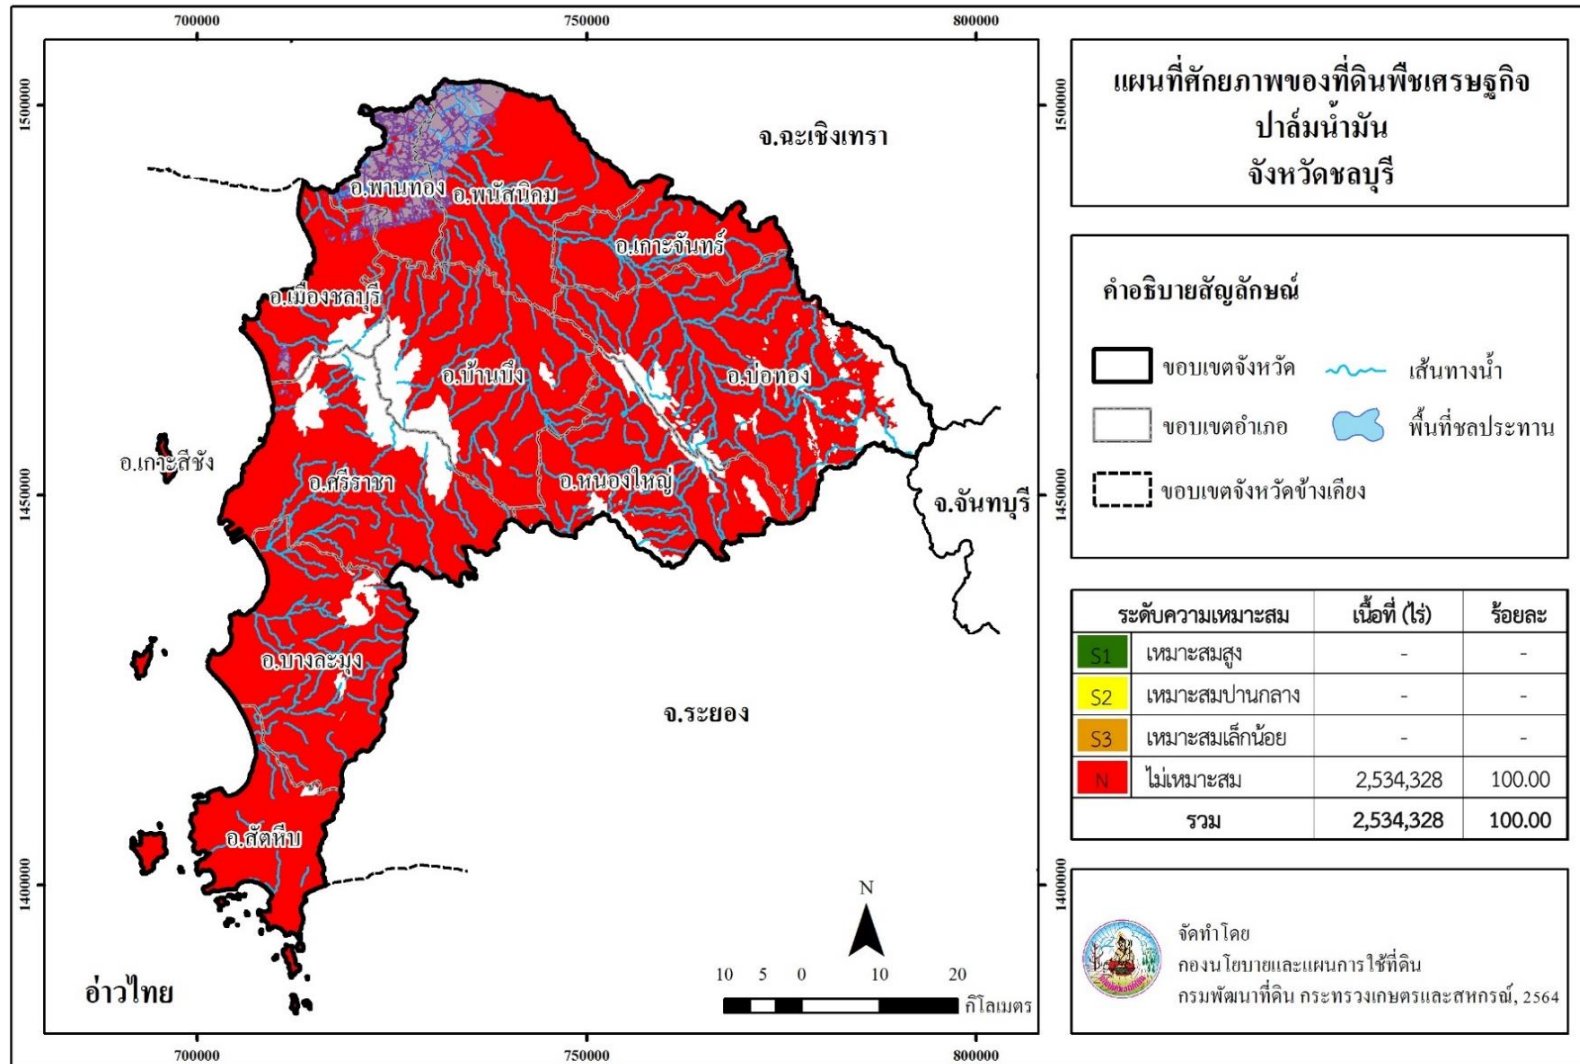 700000
750000
800000
แผนที่ศักยภาพของที่ดินพืชเศรษฐกิจ
ปาล์มน้ำมัน
จังหวัดชลบุรี
1500000
1500000
จ.ฉะเชิงเทรา
อ.พานทอง
อ.พนัสนิคม
อ.เกาะจันทร์
อ.เมืองชลบุรี
อ.บ้านบึง
อ.บ่อทอง
อ.เกาะสีชัง
อ.ศรีราชา
อ.หนองใหญ่
1450000
1450000
จ.จันทบุรี
อ.บางละมุง
จ.ระยอง
อ.สัตหีบ
1400000
1400000
อ่าวไทย
N
10 5 0 10 20
กิโลเมตร
700000
750000
800000
คำอธิบายสัญลักษณ์
ขอบเขตจังหวัด เส้นทางน้ำ
ขอบเขตอำเภอ พื้นที่ชลประทาน
ขอบเขตจังหวัดข้างเคียง
ระดับความเหมาะสม เนื้อที่ (ไร่) ร้อยละ
S1 เหมาะสมสูง - -
S2 เหมาะสมปานกลาง - -
S3 เหมาะสมเล็กน้อย - -
N ไม่เหมาะสม 2,534,328 100.00
รวม 2,534,328 100.00
จัดทำโดย
กองนโยบายและแผนการใช้ที่ดิน
กรมพัฒนาที่ดิน กระทรวงเกษตรและสหกรณ์, 2564